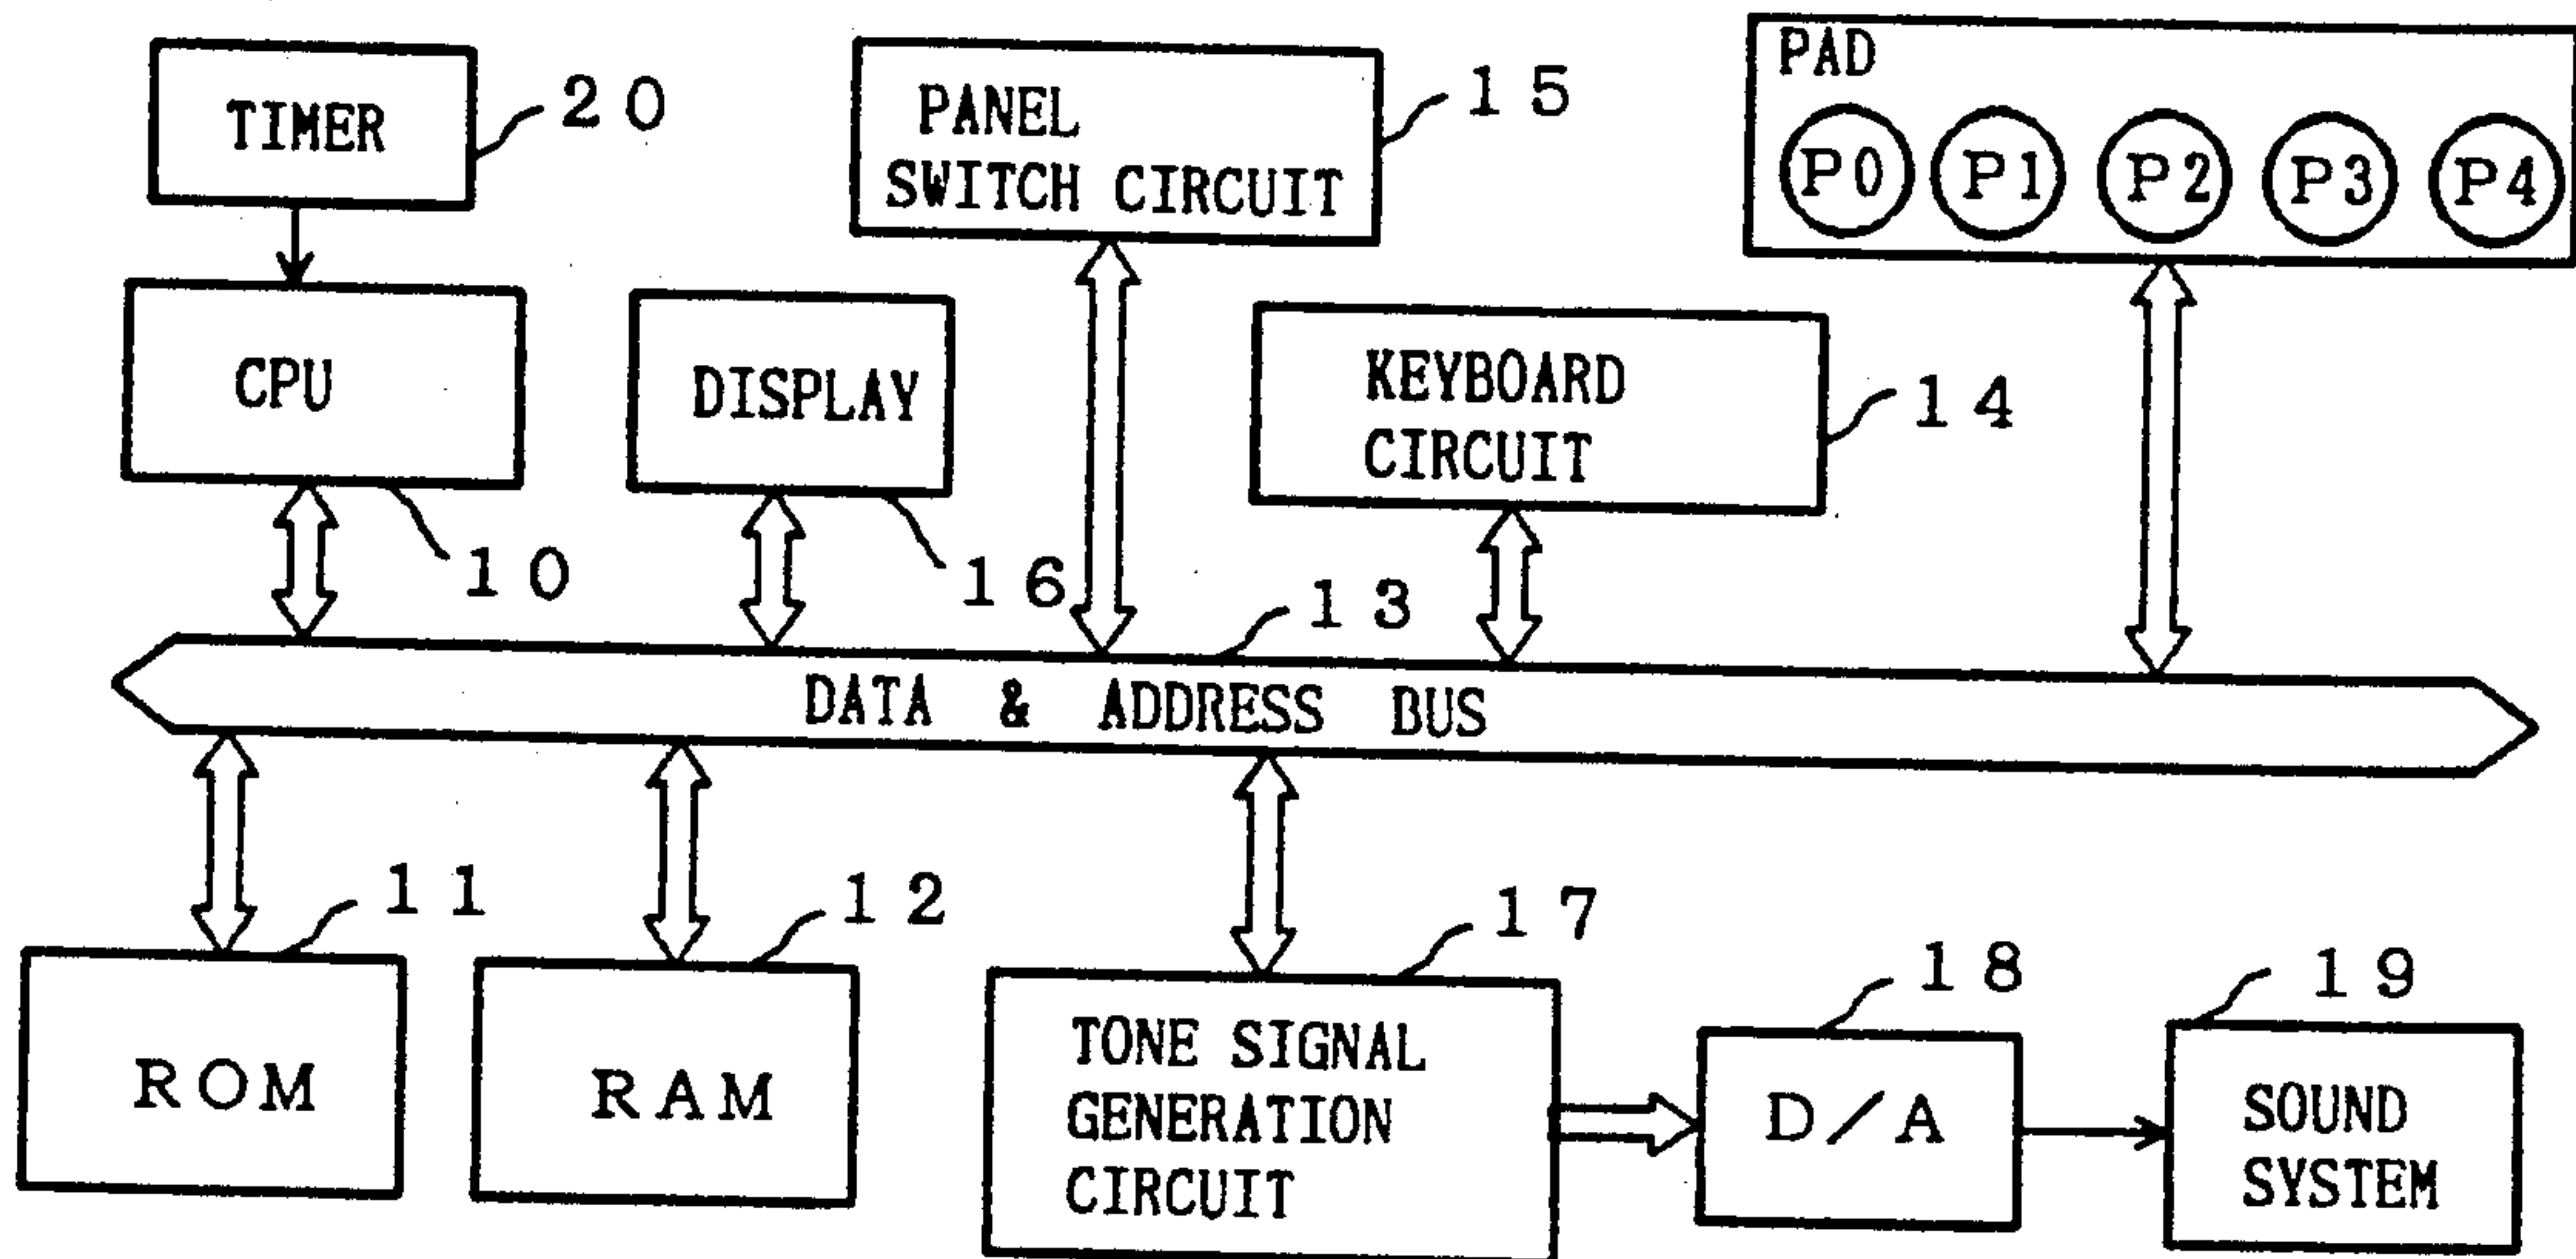 TIMER
20
PANEL
SWITCH CIRCUIT
15
PAD
P0 P1 P2 P3 P4
CPU
10
DISPLAY
16
KEYBOARD
CIRCUIT
14
13
DATA & ADDRESS BUS
11
ROM
12
RAM
17
TONE SIGNAL
GENERATION
CIRCUIT
18
D/A
19
SOUND
SYSTEM